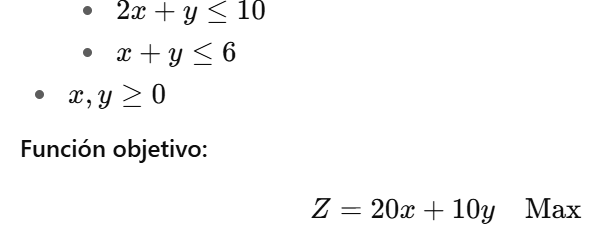 • 2x + y ≤ 10
• x + y ≤ 6
• x, y ≥ 0
Función objetivo:
Z = 20x + 10y Max